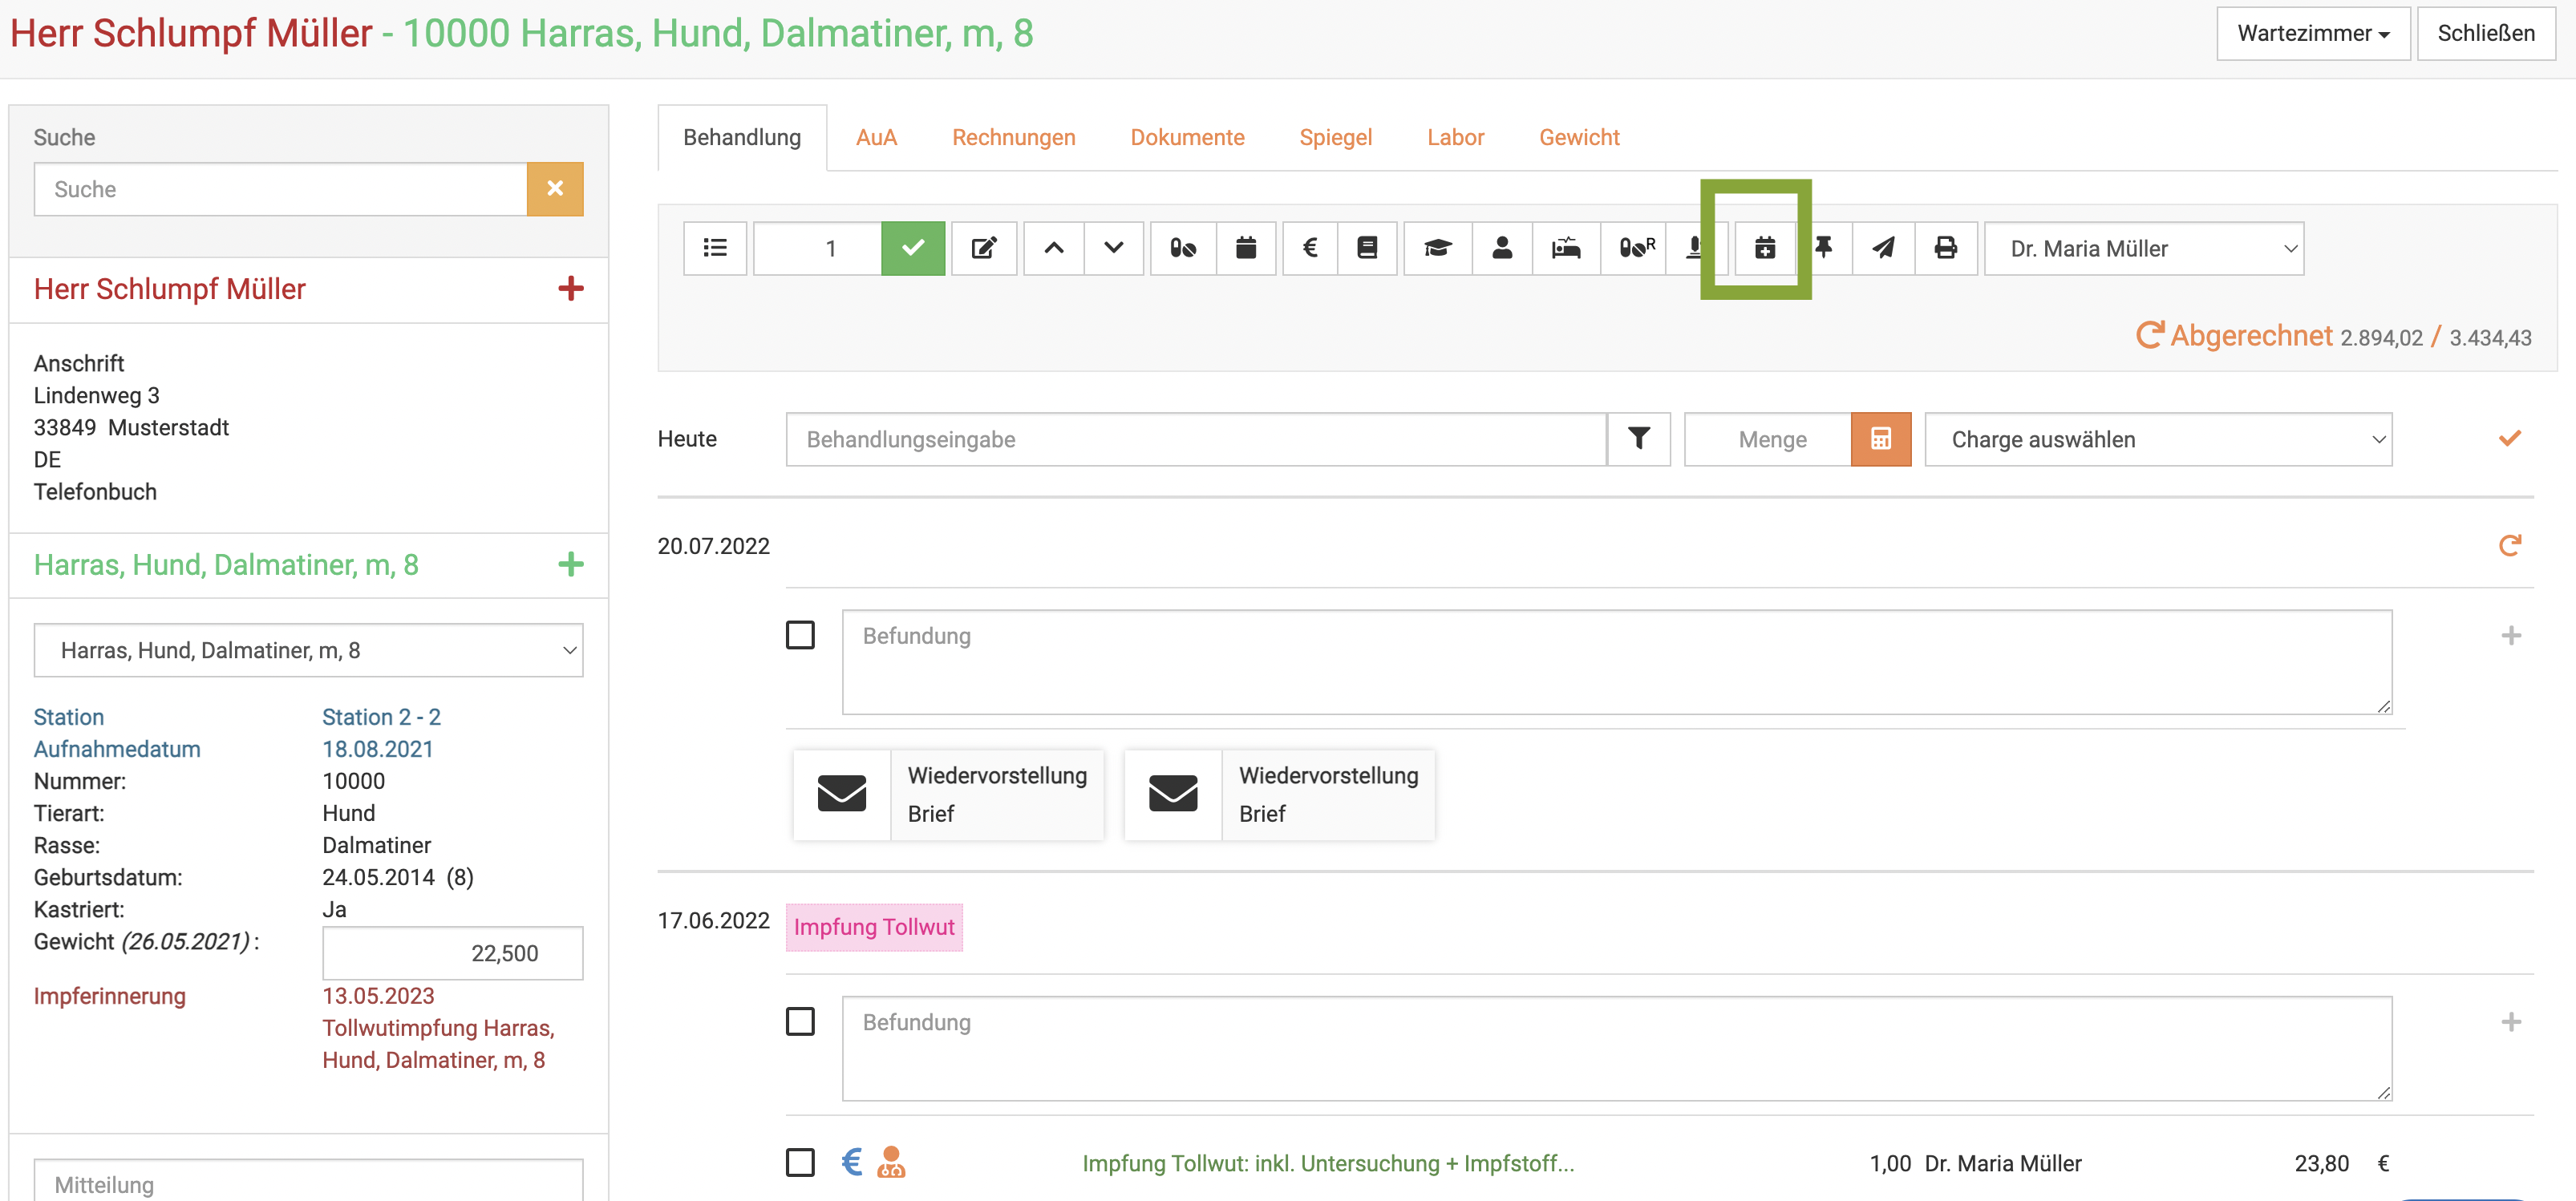 Herr Schlumpf Müller - 10000 Harras, Hund, Dalmatiner, m, 8
Wartezimmer
Schließen
Suche
Suche
Herr Schlumpf Müller
Anschrift
Lindenweg 3
33849 Musterstadt
DE
Telefonbuch
Harras, Hund, Dalmatiner, m, 8
Harras, Hund, Dalmatiner, m, 8
Station Station 2 - 2
Aufnahmedatum 18.08.2021
Nummer: 10000
Tierart: Hund
Rasse: Dalmatiner
Geburtsdatum: 24.05.2014 (8)
Kastriert: Ja
Gewicht (26.05.2021) : 22,500
Impferinnerung 13.05.2023
Tollwutimpfung Harras,
Hund, Dalmatiner, m, 8
Mitteilung
Behandlung AuA Rechnungen Dokumente Spiegel Labor Gewicht
1 € R Dr. Maria Müller
Abgerechnet 2.894,02 / 3.434,43
Heute Behandlungseingabe Menge Charge auswählen
20.07.2022
Befundung
Wiedervorstellung
Brief
Wiedervorstellung
Brief
17.06.2022 Impfung Tollwut
Befundung
€ Impfung Tollwut: inkl. Untersuchung + Impfstoff... 1,00 Dr. Maria Müller 23,80 €